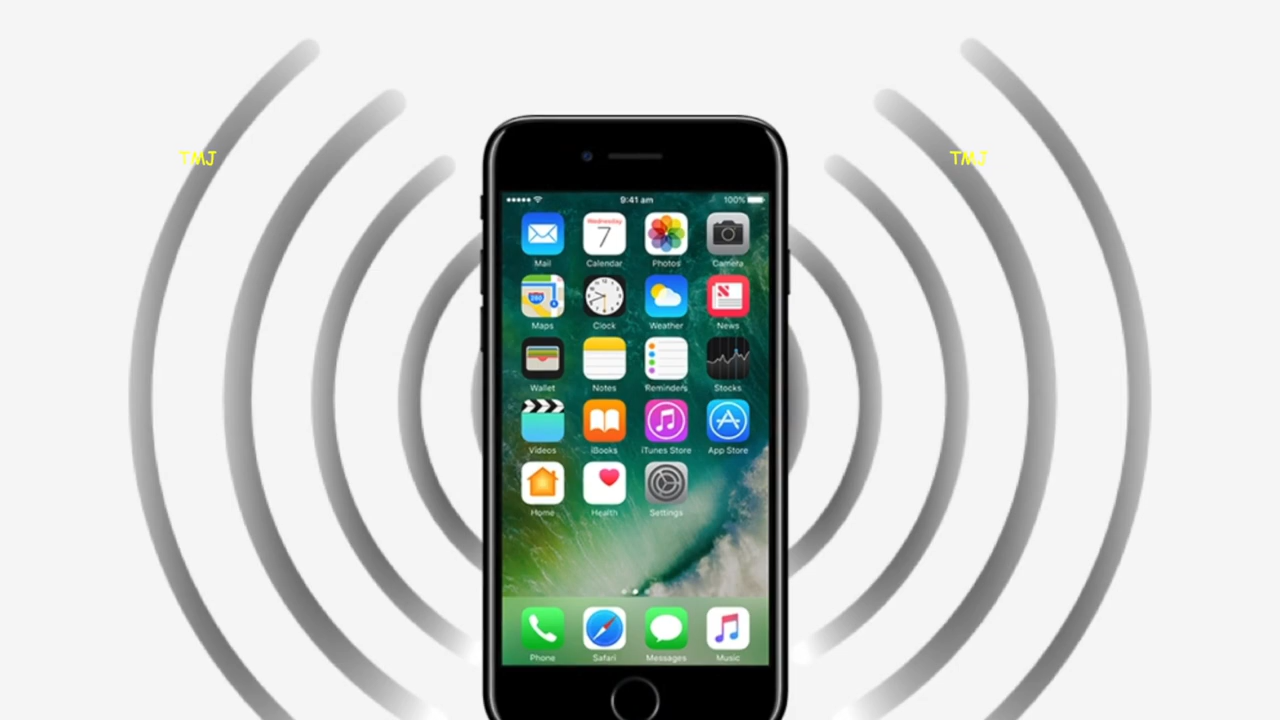 TMJ TMJ
9:41 am 100%
Wednesday
7
Mail Calendar Photos Camera
280
Maps Clock Weather News
Wallet Notes Reminders Stocks
Videos iBooks iTunes Store App Store
Home Health Settings
Phone Safari Messages Music